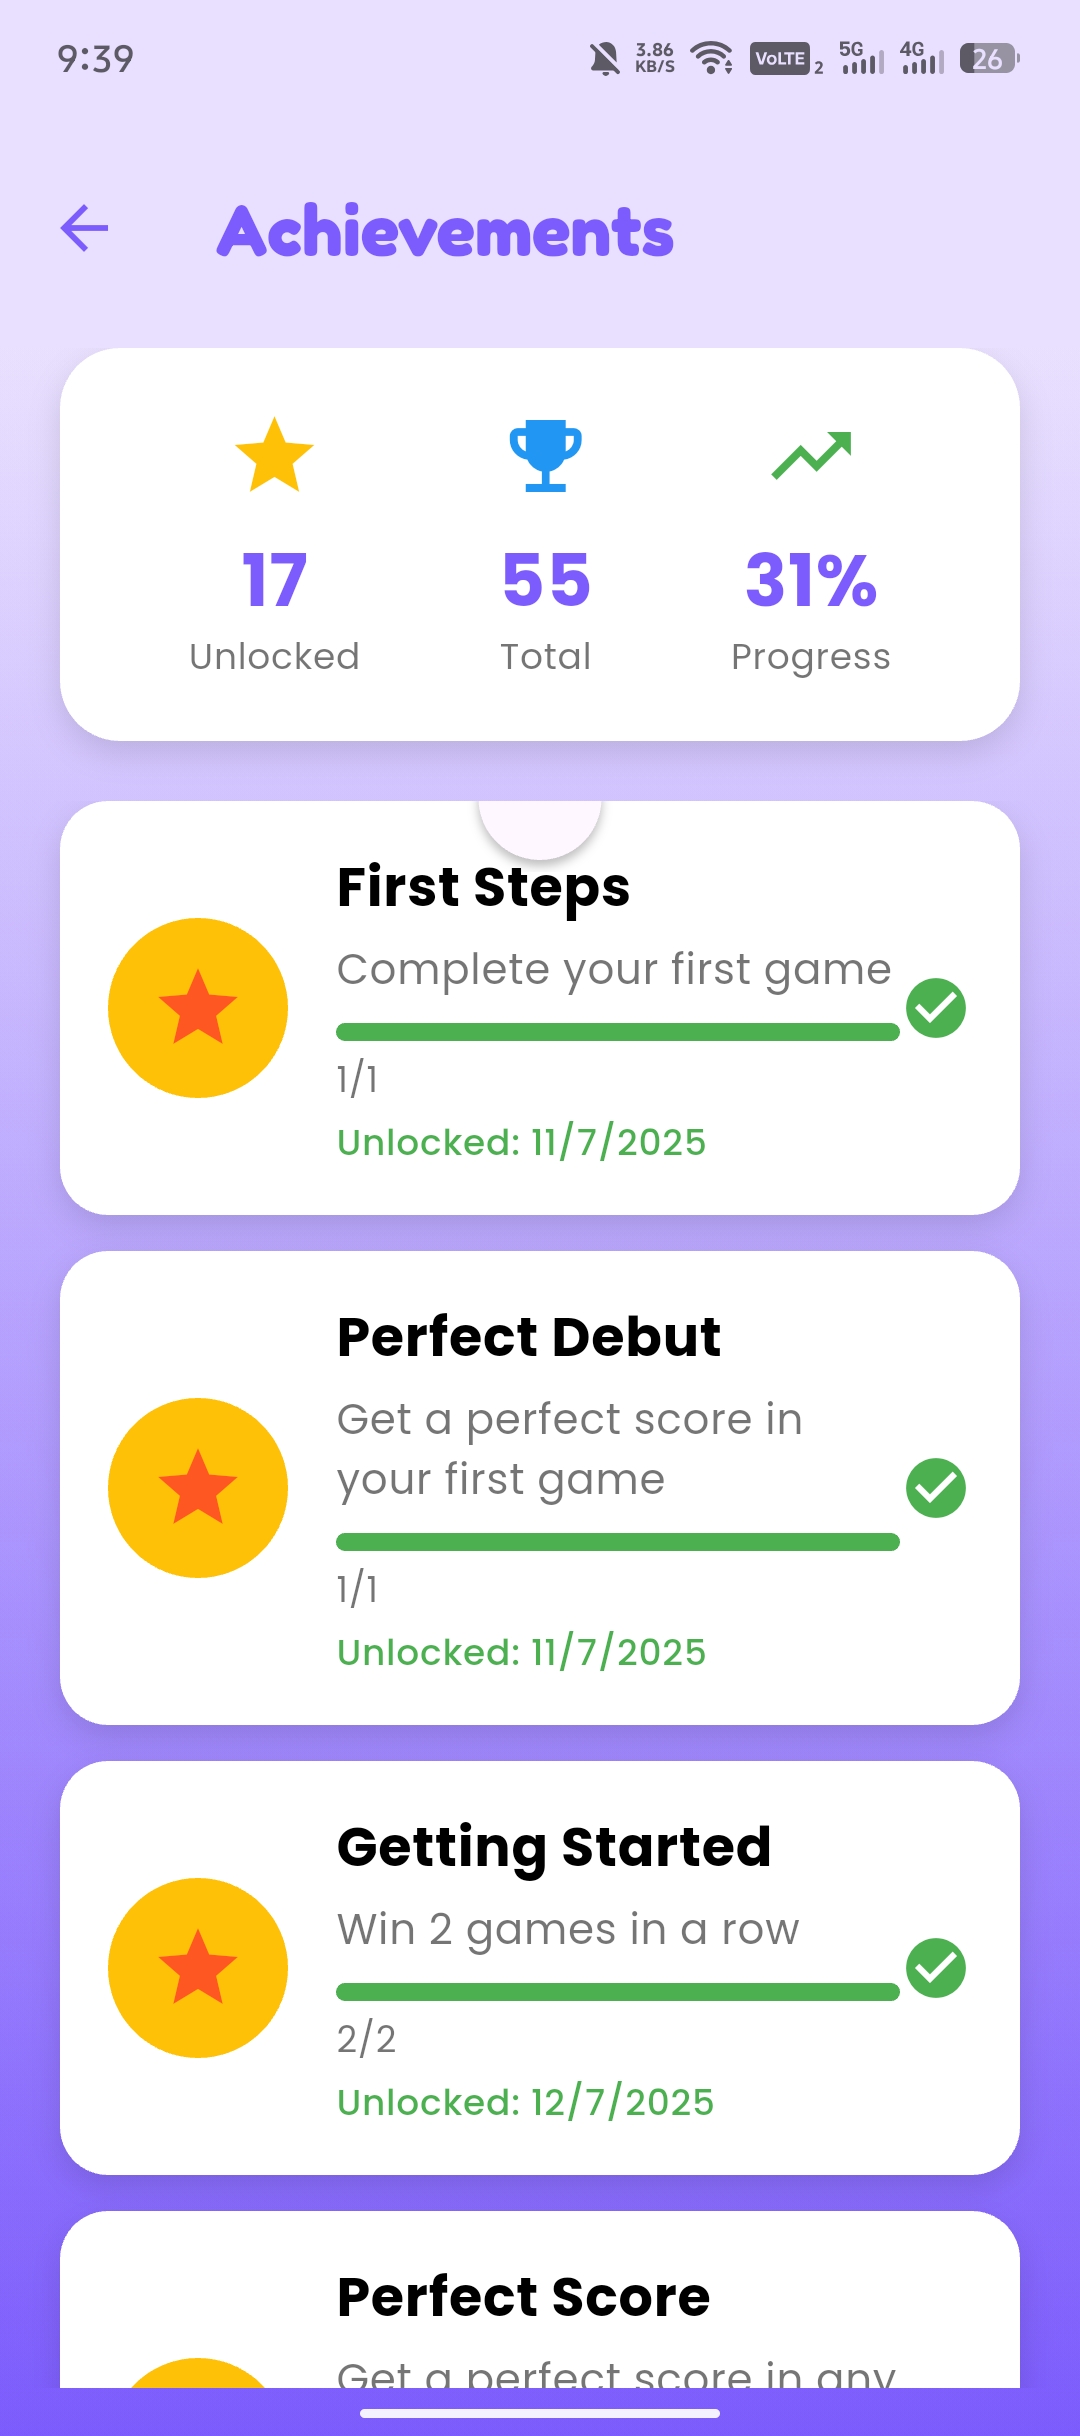 9:39
3.86
KB/S
VoLTE 2
5G
4G
26
Achievements
17
55
31%
Unlocked
Total
Progress
First Steps
Complete your first game
1/1
Unlocked: 11/7/2025
Perfect Debut
Get a perfect score in
your first game
1/1
Unlocked: 11/7/2025
Getting Started
Win 2 games in a row
2/2
Unlocked: 12/7/2025
Perfect Score
Get a perfect score in any